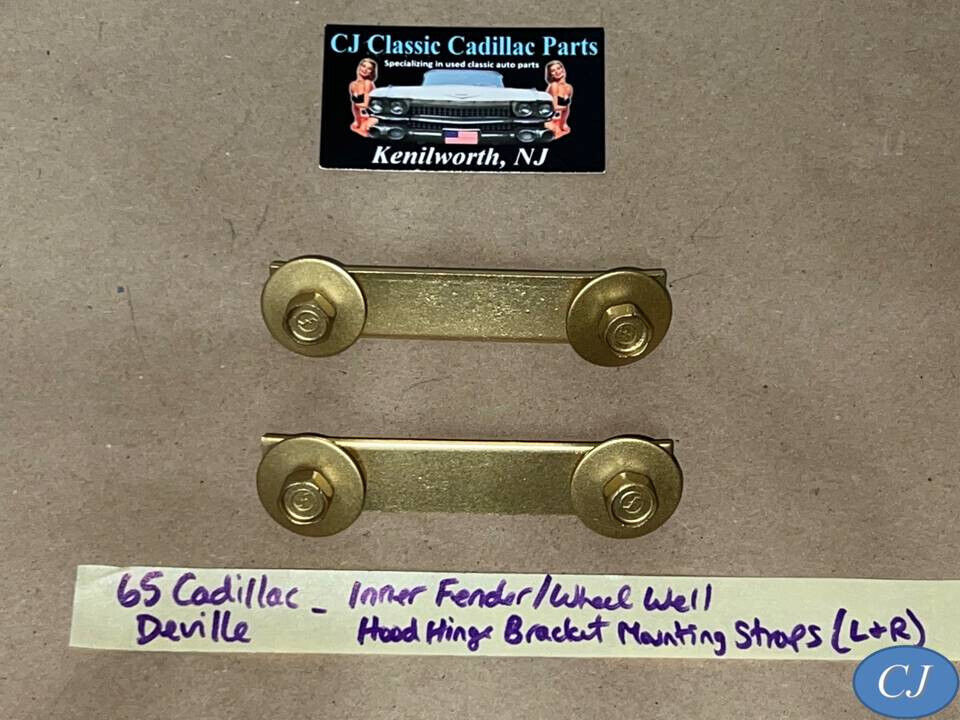 CJ Classic Cadillac Parts
Specializing in used classic auto parts
Kenilworth, NJ
65 Cadillac - Inner Fender/Wheel Well
Deville Hood Hinge Bracket Mounting Straps (L+R)
CJ